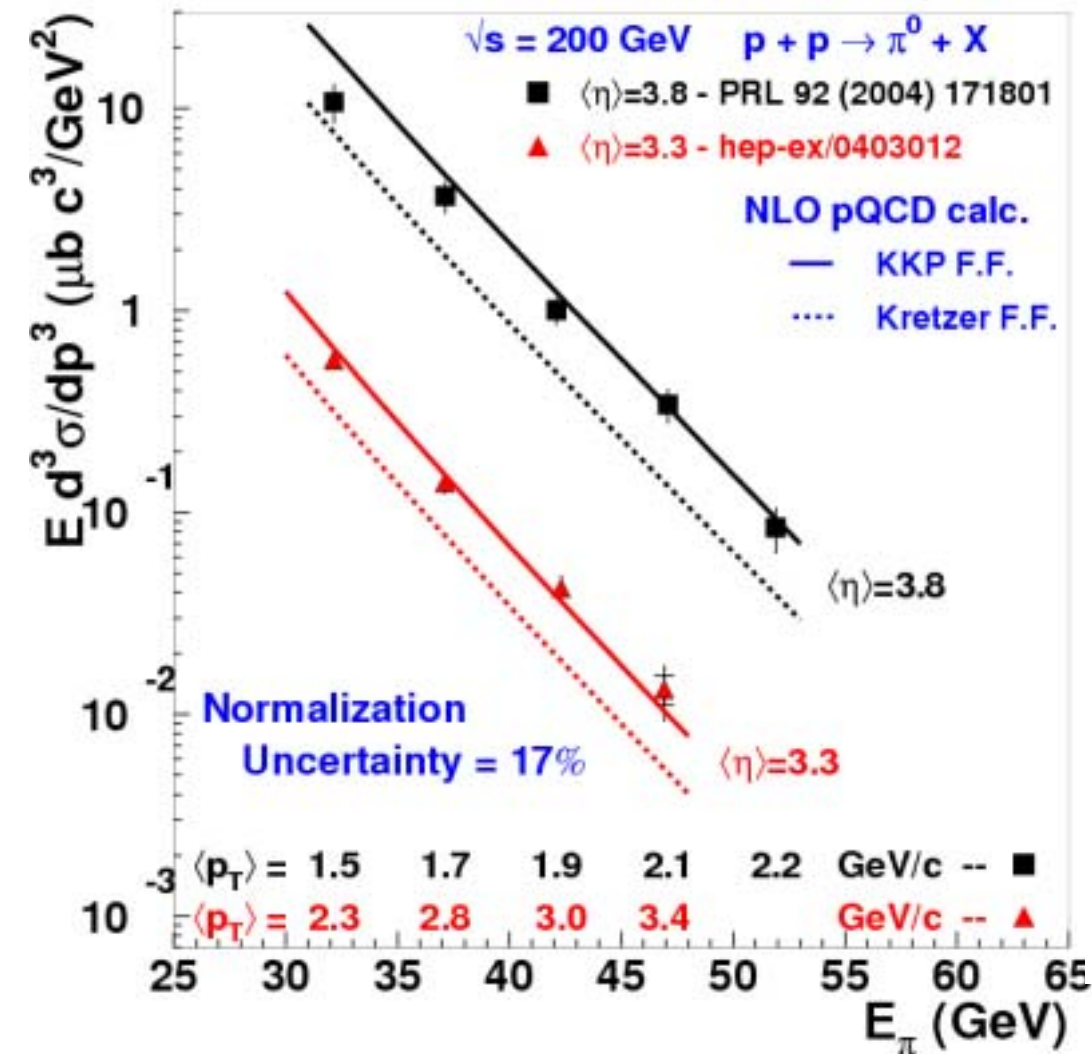 √s = 200 GeV p + p → π⁰ + X
■ ⟨η⟩=3.8 - PRL 92 (2004) 171801
▲ ⟨η⟩=3.3 - hep-ex/0403012
NLO pQCD calc.
— KKP F.F.
···· Kretzer F.F.
E d³σ/dp³ (μb c³/GeV²)
10
1
10⁻¹
10⁻²
10⁻³
⟨η⟩=3.8
⟨η⟩=3.3
Normalization
Uncertainty = 17%
⟨p_T⟩ = 1.5 1.7 1.9 2.1 2.2 GeV/c -- ■
⟨p_T⟩ = 2.3 2.8 3.0 3.4 GeV/c -- ▲
25 30 35 40 45 50 55 60 65
E_π (GeV)